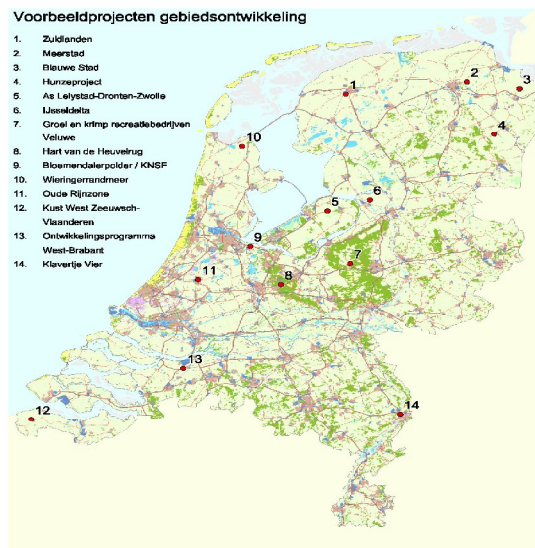 Voorbeeldprojecten gebiedsontwikkeling
1. Zuidlanden
2. Meerstad
3. Blauwe Stad
4. Hunzeproject
5. As Lelystad-Dronten-Zwolle
6. IJsseldelta
7. Groei en krimp recreatiebedrijven
Veluwe
8. Hart van de Heuvelrug
9. Bloemendalerpolder / KNSF
10. Wieringerrandmeer
11. Oude Rijnzone
12. Kust West Zeeuwsch-
Vlaanderen
13. Ontwikkelingsprogramma
West-Brabant
14. Klavertje Vier
1
2
3
4
10
6
5
9
7
8
11
13
12
14